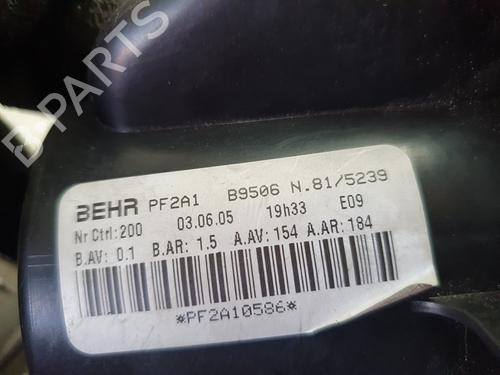 BEHR PF2A1 B9506 N.81/5239
Nr Ctrl:200 03.06.05 19h33 E09
B.AV: 0.1 B.AR: 1.5 A.AV: 154 A.AR: 184
*PF2A10586*
B-PARTS